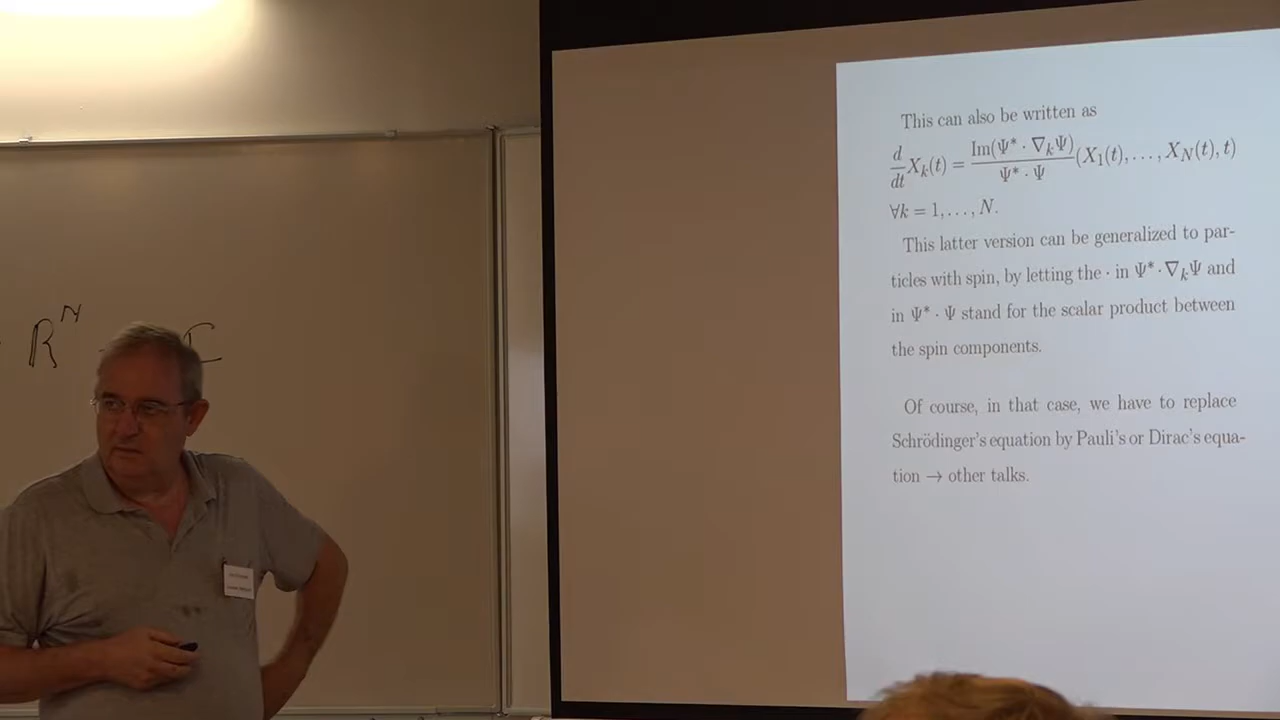 R^N C
This can also be written as
d/dt X_k(t) = Im(Ψ* · ∇_kΨ)/Ψ* · Ψ (X_1(t), . . . , X_N(t), t)
∀k = 1, . . . , N.
This latter version can be generalized to par-
ticles with spin, by letting the · in Ψ* · ∇_kΨ and
in Ψ* · Ψ stand for the scalar product between
the spin components.
Of course, in that case, we have to replace
Schrödinger's equation by Pauli's or Dirac's equa-
tion → other talks.